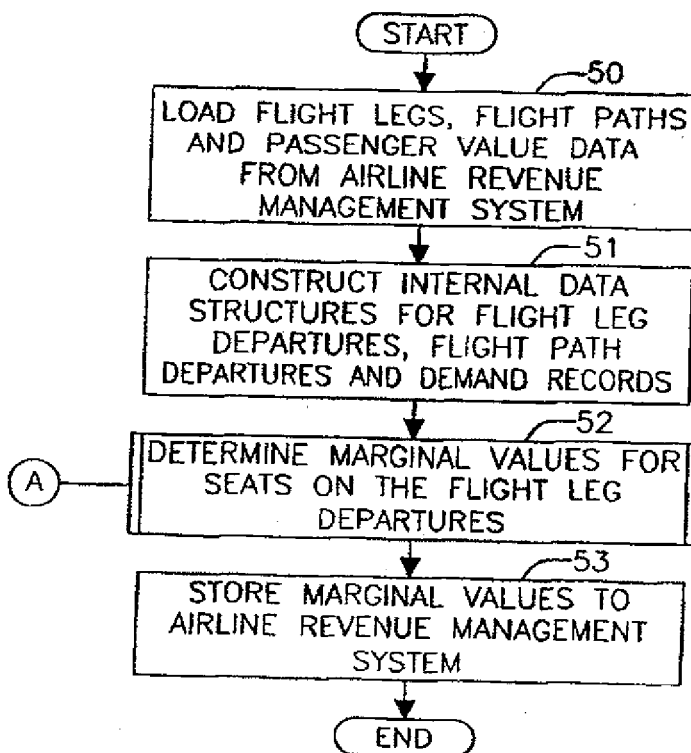 START
50
LOAD FLIGHT LEGS, FLIGHT PATHS
AND PASSENGER VALUE DATA
FROM AIRLINE REVENUE
MANAGEMENT SYSTEM
51
CONSTRUCT INTERNAL DATA
STRUCTURES FOR FLIGHT LEG
DEPARTURES, FLIGHT PATH
DEPARTURES AND DEMAND RECORDS
52
A
DETERMINE MARGINAL VALUES FOR
SEATS ON THE FLIGHT LEG
DEPARTURES
53
STORE MARGINAL VALUES TO
AIRLINE REVENUE MANAGEMENT
SYSTEM
END